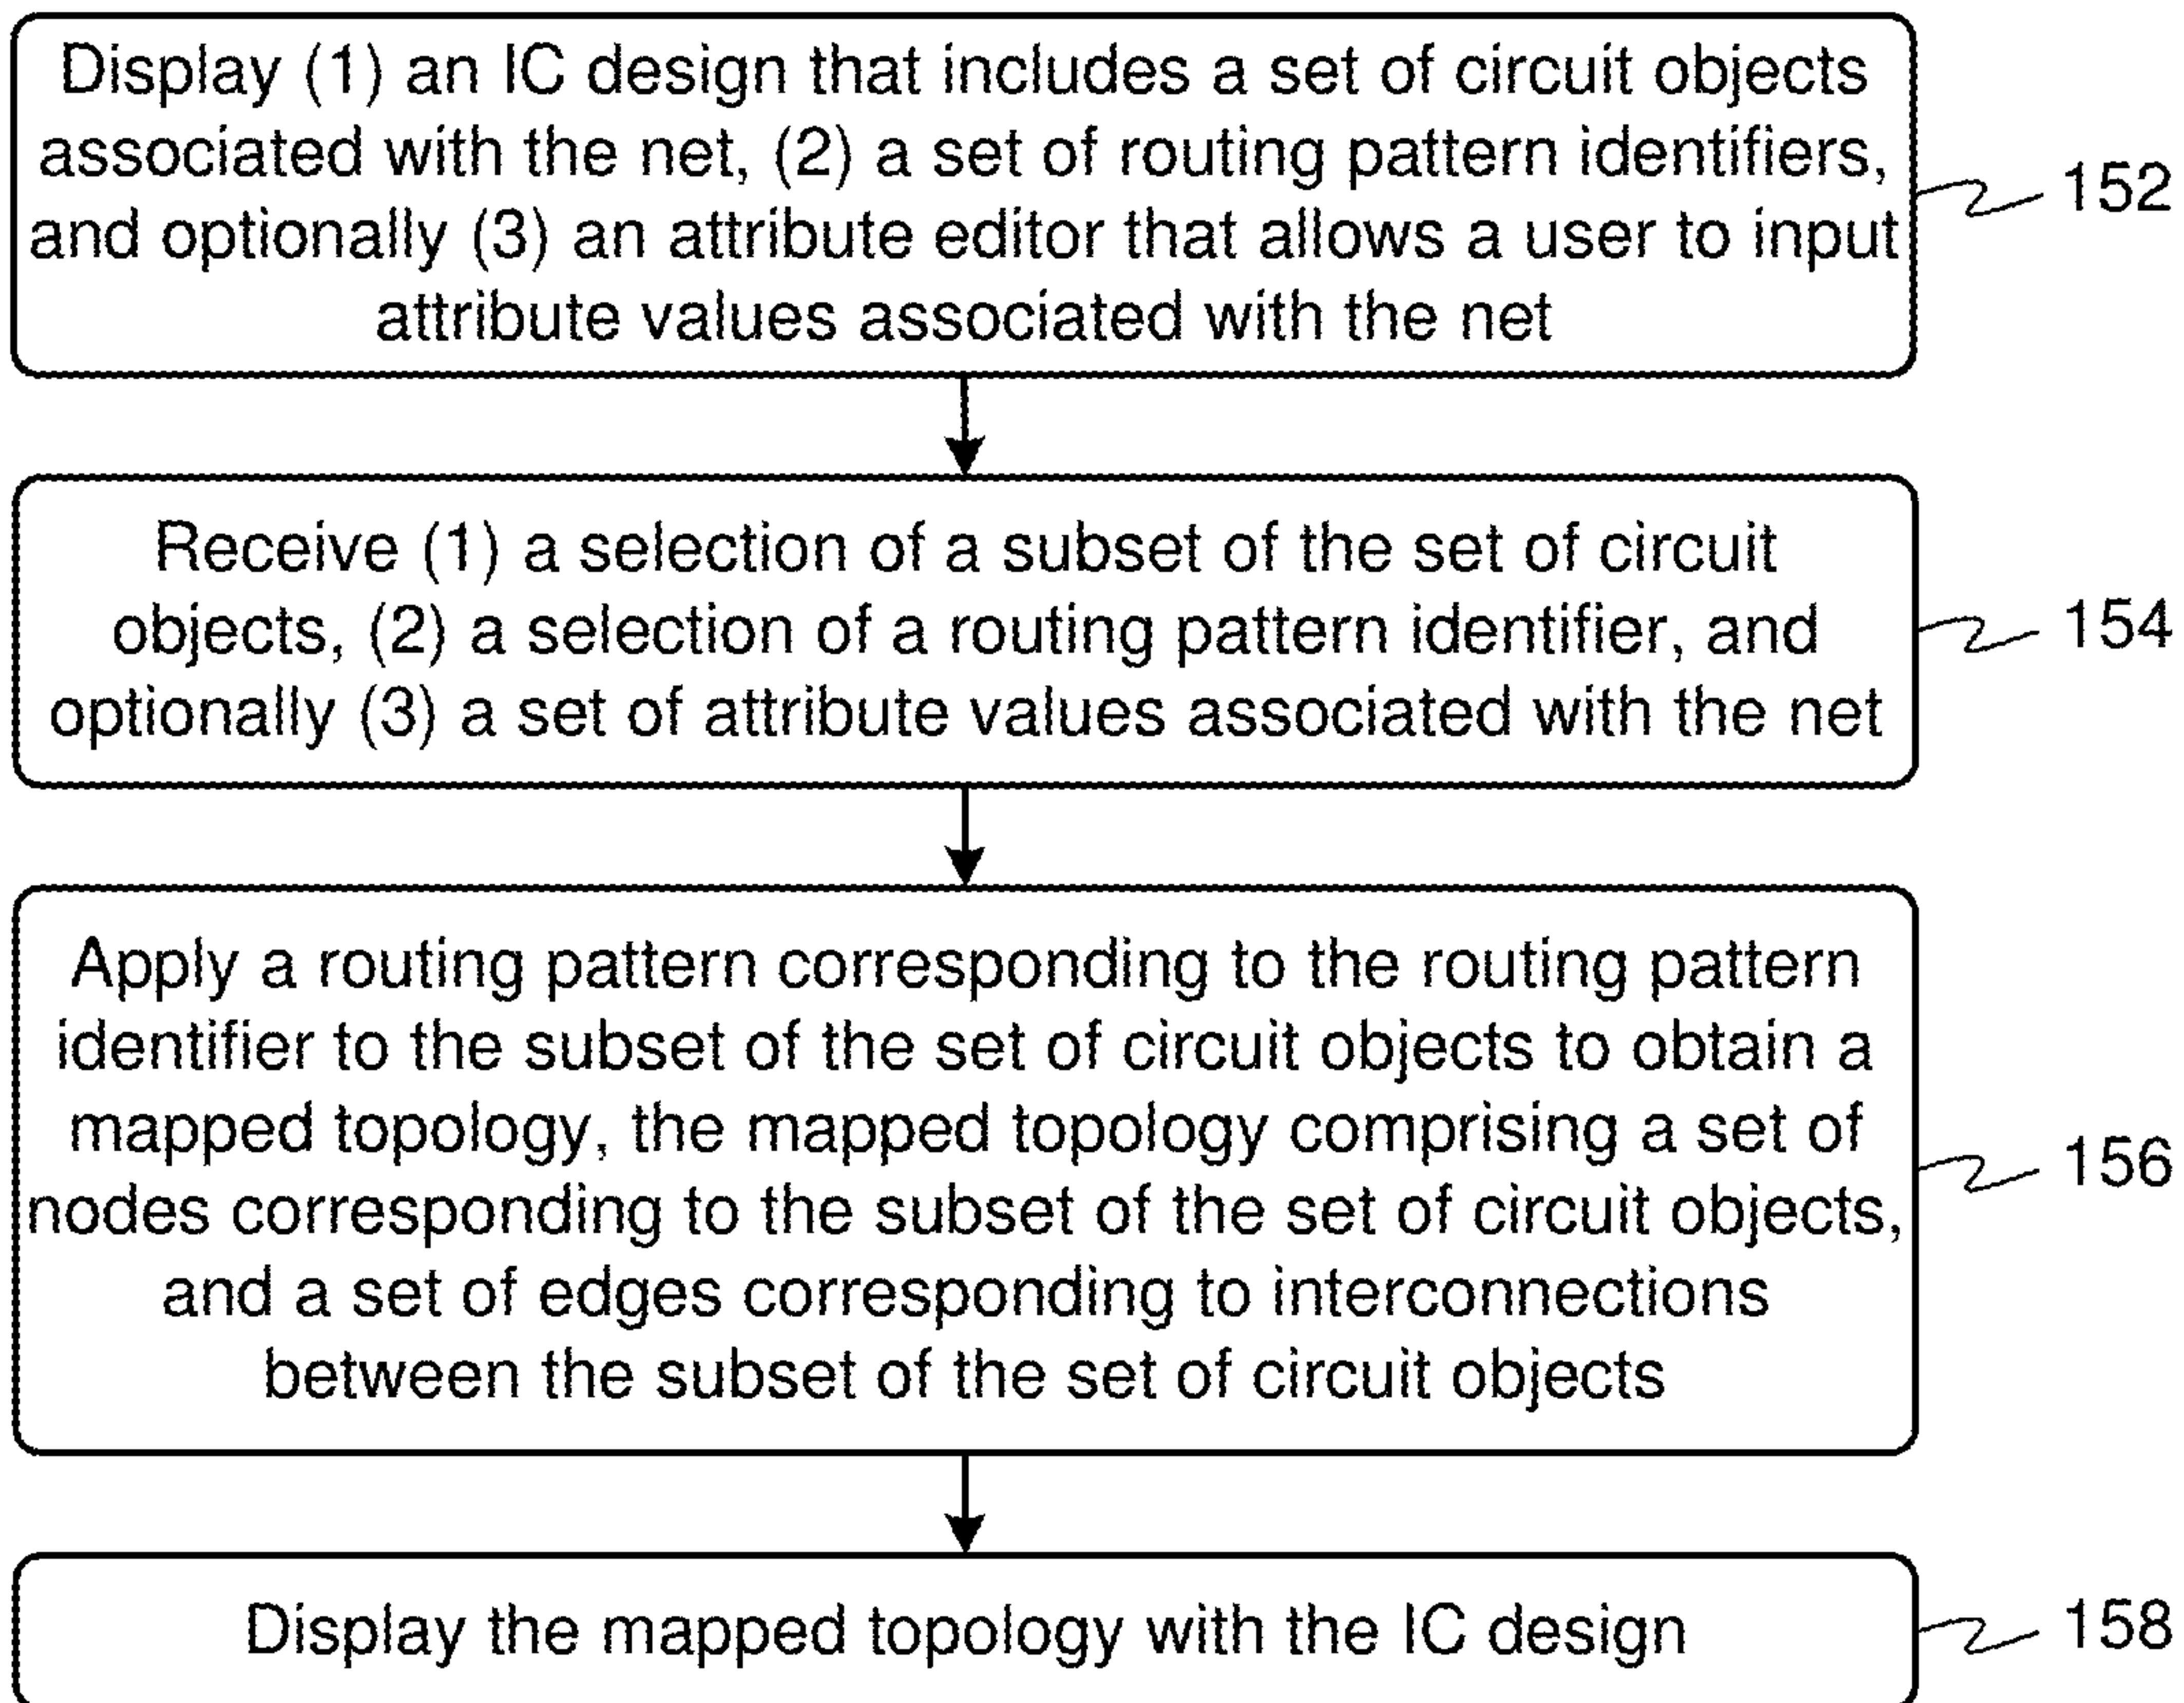 Display (1) an IC design that includes a set of circuit objects
associated with the net, (2) a set of routing pattern identifiers,
and optionally (3) an attribute editor that allows a user to input
attribute values associated with the net
152
Receive (1) a selection of a subset of the set of circuit
objects, (2) a selection of a routing pattern identifier, and
optionally (3) a set of attribute values associated with the net
154
Apply a routing pattern corresponding to the routing pattern
identifier to the subset of the set of circuit objects to obtain a
mapped topology, the mapped topology comprising a set of
nodes corresponding to the subset of the set of circuit objects,
and a set of edges corresponding to interconnections
between the subset of the set of circuit objects
156
Display the mapped topology with the IC design
158